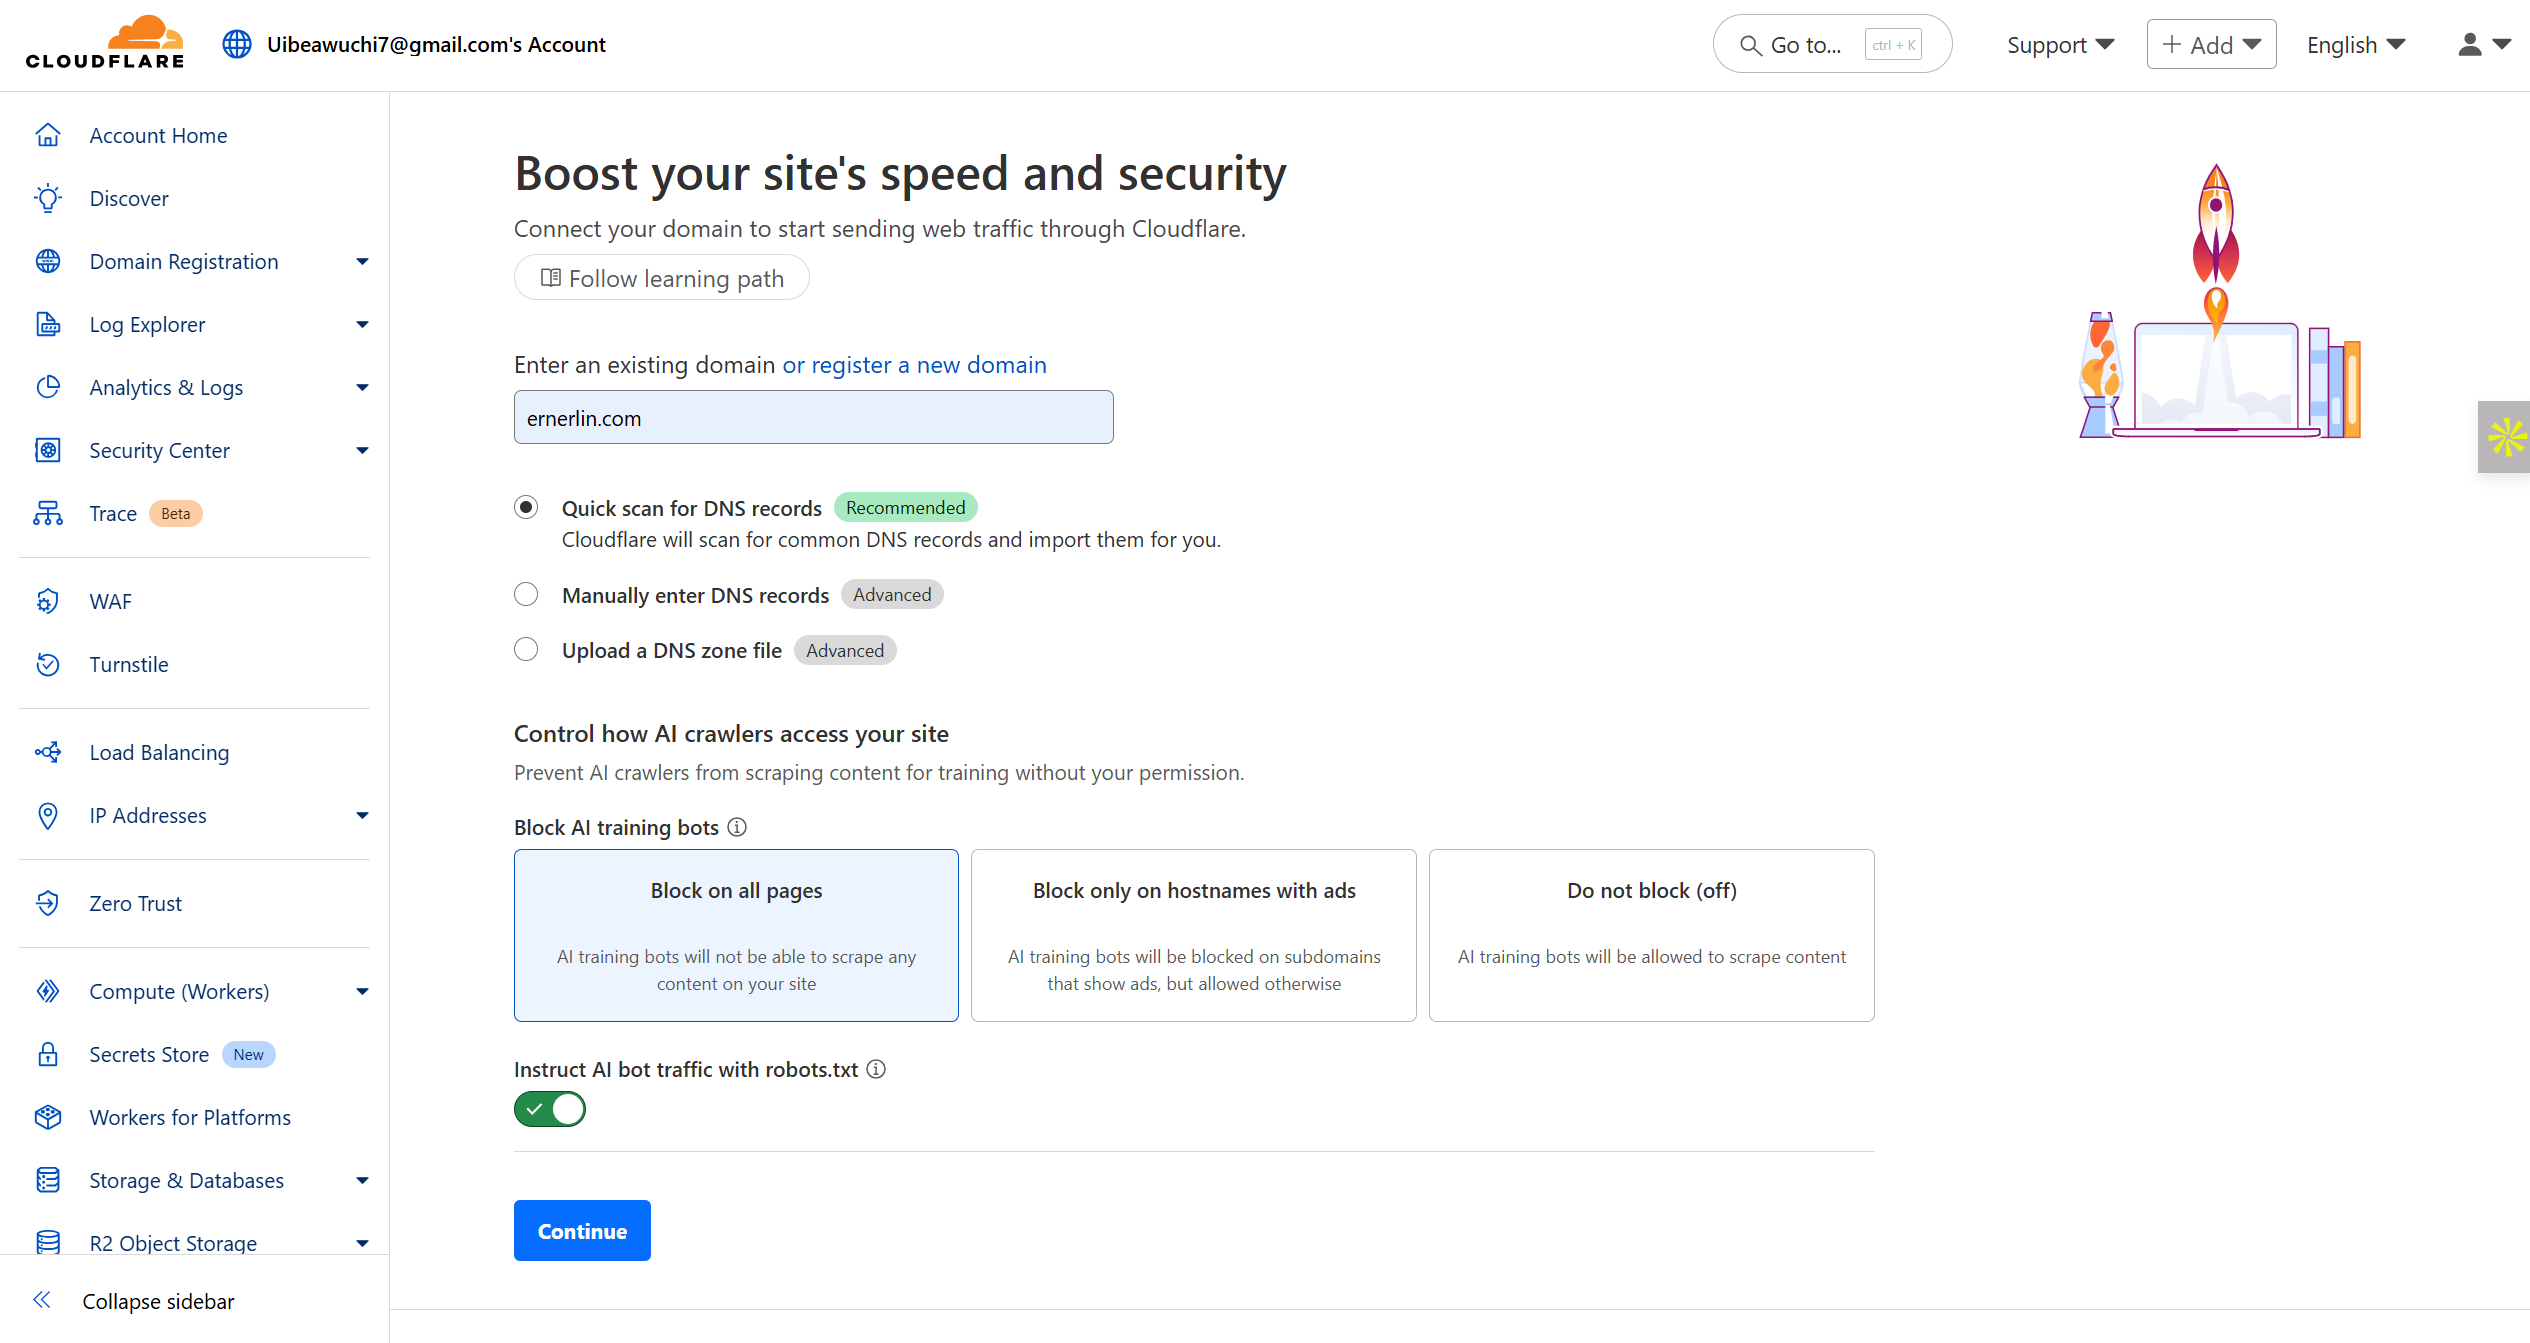 CLOUDFLARE
Uibeawuchi7@gmail.com's Account
Go to...
ctrl + K
Support
Add
English
Account Home
Discover
Domain Registration
Log Explorer
Analytics & Logs
Security Center
Trace Beta
WAF
Turnstile
Load Balancing
IP Addresses
Zero Trust
Compute (Workers)
Secrets Store New
Workers for Platforms
Storage & Databases
R2 Object Storage
Collapse sidebar
Boost your site's speed and security
Connect your domain to start sending web traffic through Cloudflare.
Follow learning path
Enter an existing domain or register a new domain
ernerlin.com
Quick scan for DNS records Recommended
Cloudflare will scan for common DNS records and import them for you.
Manually enter DNS records Advanced
Upload a DNS zone file Advanced
Control how AI crawlers access your site
Prevent AI crawlers from scraping content for training without your permission.
Block AI training bots
Block on all pages
AI training bots will not be able to scrape any
content on your site
Block only on hostnames with ads
AI training bots will be blocked on subdomains
that show ads, but allowed otherwise
Do not block (off)
AI training bots will be allowed to scrape content
Instruct AI bot traffic with robots.txt
Continue